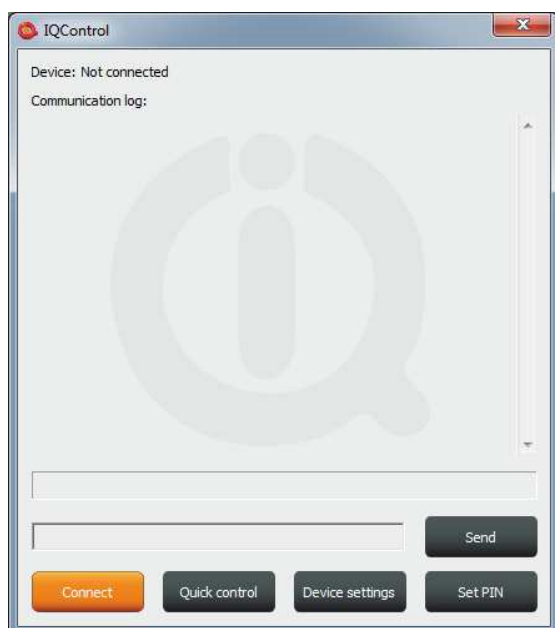 IQControl
Device: Not connected
Communication log:
Send
Connect Quick control Device settings Set PIN